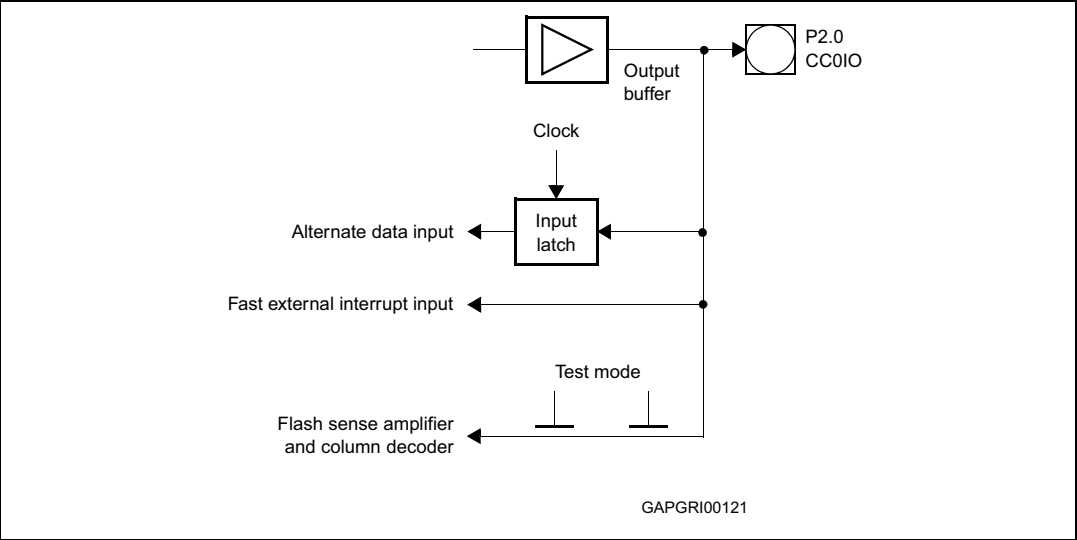 P2.0
CC0IO
Output
buffer
Clock
Input
latch
Alternate data input
Fast external interrupt input
Test mode
Flash sense amplifier
and column decoder
GAPGRI00121